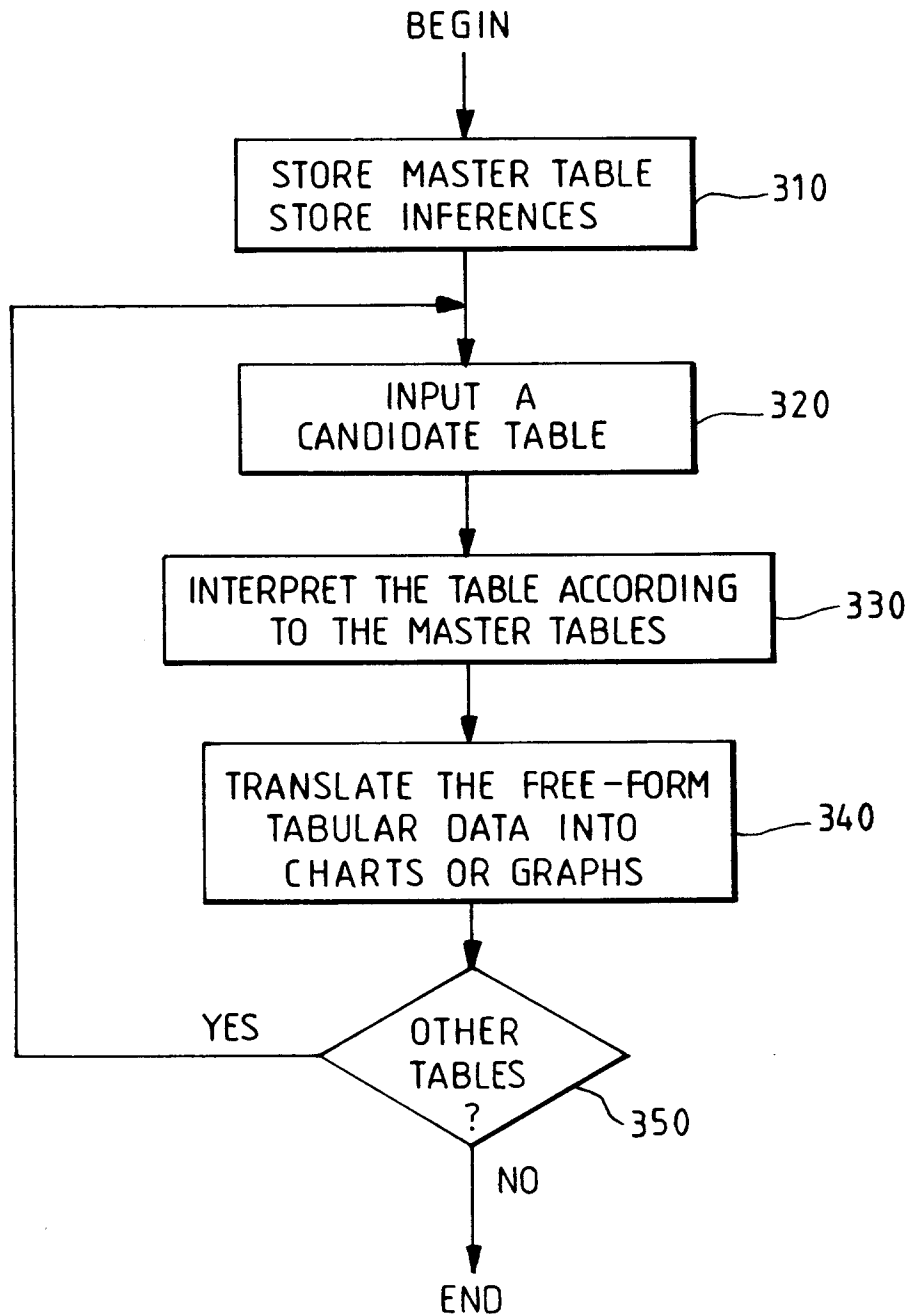 BEGIN
STORE MASTER TABLE
STORE INFERENCES
310
INPUT A
CANDIDATE TABLE
320
INTERPRET THE TABLE ACCORDING
TO THE MASTER TABLES
330
TRANSLATE THE FREE-FORM
TABULAR DATA INTO
CHARTS OR GRAPHS
340
YES
OTHER
TABLES
?
350
NO
END